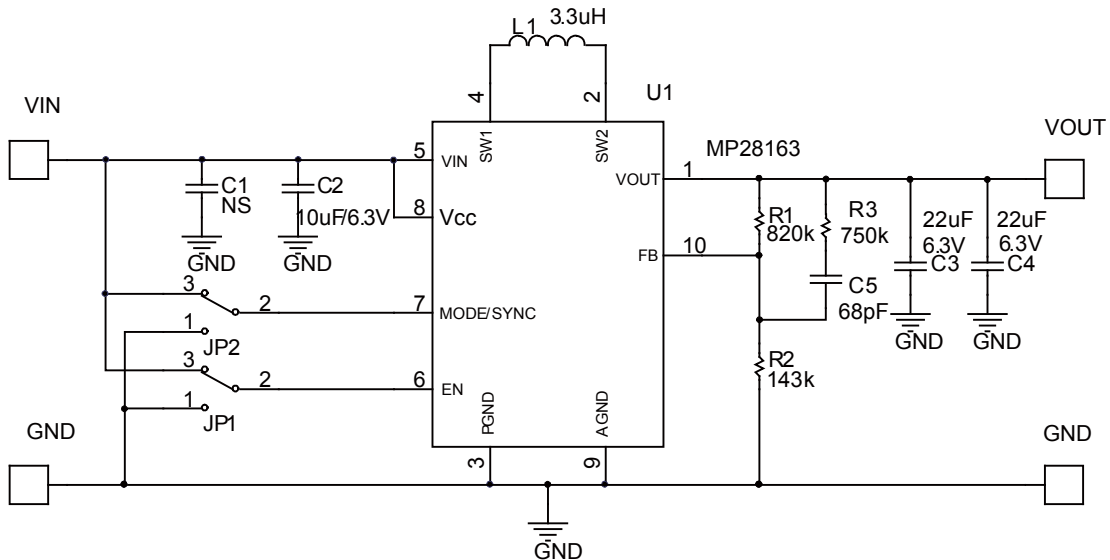 L1 3.3uH
4
2
U1
VIN
VOUT
SW1
SW2
MP28163
5
VIN
VOUT
1
C1
NS
C2
10uF/6.3V
8
Vcc
R1
820k
R3
750k
22uF
6.3V
C3
22uF
6.3V
C4
FB
10
GND
GND
C5
68pF
GND
GND
3
2
7
MODE/SYNC
1
JP2
3
2
6
EN
R2
143k
1
JP1
GND
PGND
AGND
GND
3
9
GND